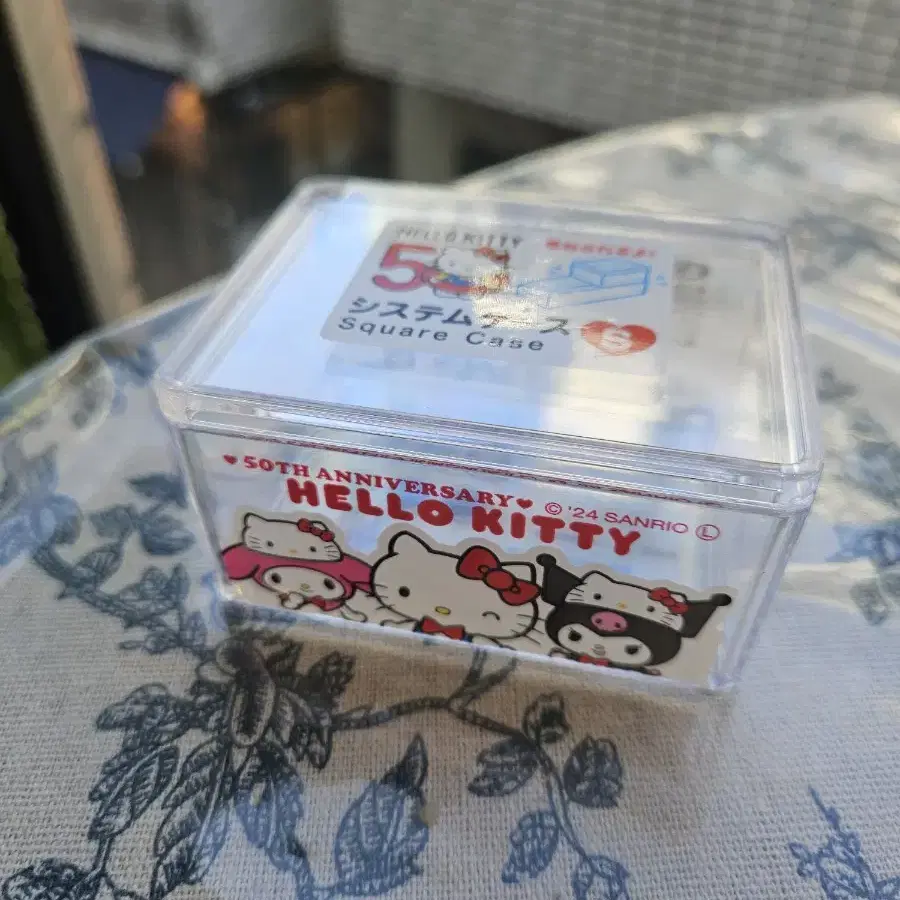 HELLO KITTY
50
システムケース
Square Case
S
♥50TH ANNIVERSARY♥
HELLO KITTY
© '24 SANRIO Ⓛ